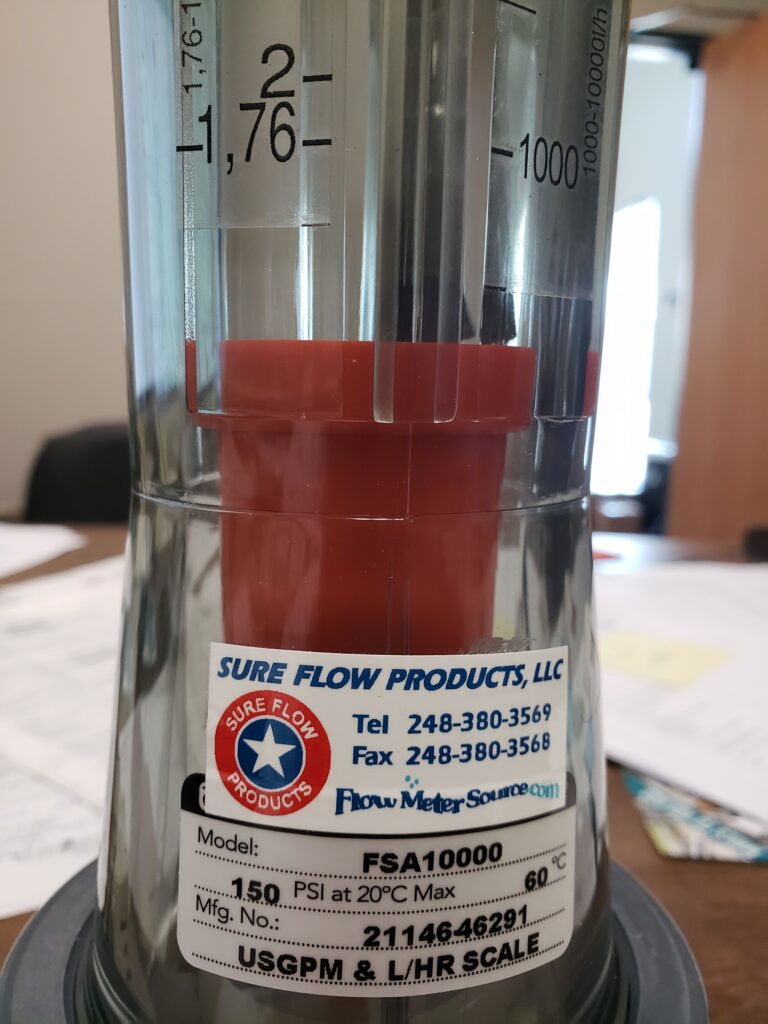 1,76-1
2
1,76
1000
1000-10000l/h
SURE FLOW PRODUCTS, LLC
SURE FLOW
PRODUCTS
Tel 248-380-3569
Fax 248-380-3568
FlowMeterSource.com
Model: FSA10000
150 PSI at 20°C Max 60 °C
Mfg. No.: 2114646291
USGPM & L/HR SCALE